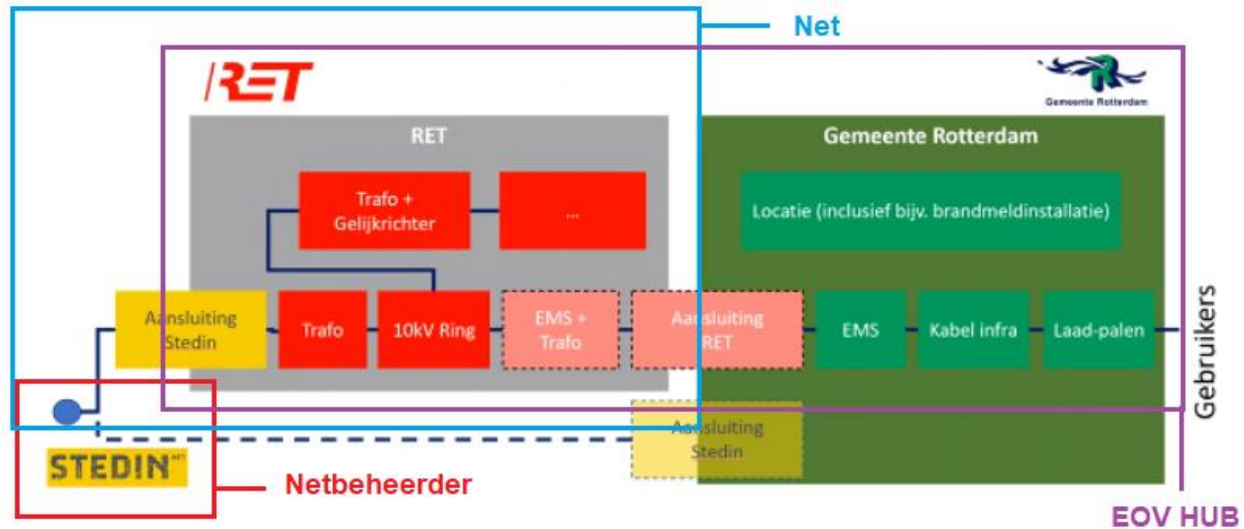 Net
RET
Gemeente Rotterdam
RET
Gemeente Rotterdam
Trafo +
Gelijkrichter
...
Locatie (inclusief bijv. brandmeldinstallatie)
Aansluiting
Stedin
Trafo
10kV Ring
EMS +
Trafo
Aansluiting
RET
EMS
Kabel infra
Laad-palen
Gebruikers
Aansluiting
Stedin
STEDIN
Netbeheerder
EOV HUB